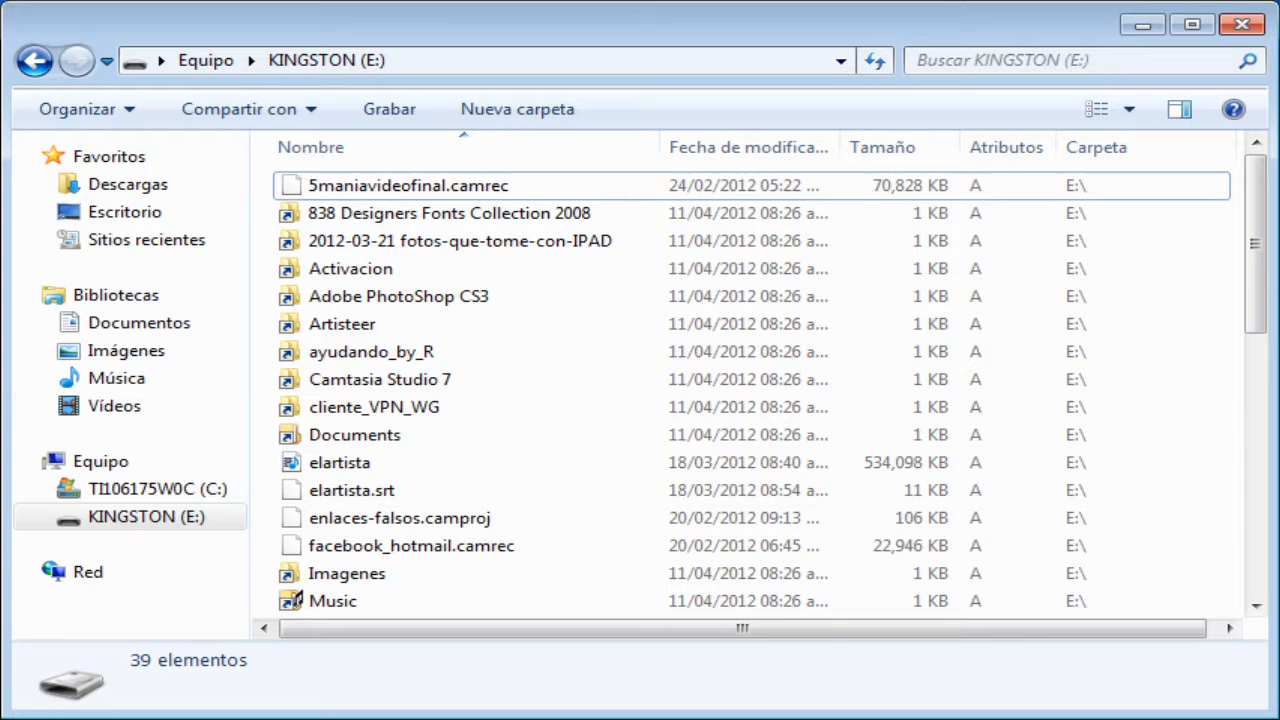 Equipo ▸ KINGSTON (E:)
Buscar KINGSTON (E:)
Organizar Compartir con Grabar Nueva carpeta
Favoritos
Descargas
Escritorio
Sitios recientes
Bibliotecas
Documentos
Imágenes
Música
Vídeos
Equipo
TI106175W0C (C:)
KINGSTON (E:)
Red
Nombre Fecha de modifica... Tamaño Atributos Carpeta
5maniavideofinal.camrec 24/02/2012 05:22 ... 70,828 KB A E:\
838 Designers Fonts Collection 2008 11/04/2012 08:26 a... 1 KB A E:\
2012-03-21 fotos-que-tome-con-IPAD 11/04/2012 08:26 a... 1 KB A E:\
Activacion 11/04/2012 08:26 a... 1 KB A E:\
Adobe PhotoShop CS3 11/04/2012 08:26 a... 1 KB A E:\
Artisteer 11/04/2012 08:26 a... 1 KB A E:\
ayudando_by_R 11/04/2012 08:26 a... 1 KB A E:\
Camtasia Studio 7 11/04/2012 08:26 a... 1 KB A E:\
cliente_VPN_WG 11/04/2012 08:26 a... 1 KB A E:\
Documents 11/04/2012 08:26 a... 1 KB A E:\
elartista 18/03/2012 08:40 a... 534,098 KB A E:\
elartista.srt 18/03/2012 08:54 a... 11 KB A E:\
enlaces-falsos.camproj 20/02/2012 09:13 ... 106 KB A E:\
facebook_hotmail.camrec 20/02/2012 06:45 ... 22,946 KB A E:\
Imagenes 11/04/2012 08:26 a... 1 KB A E:\
Music 11/04/2012 08:26 a... 1 KB A E:\
39 elementos